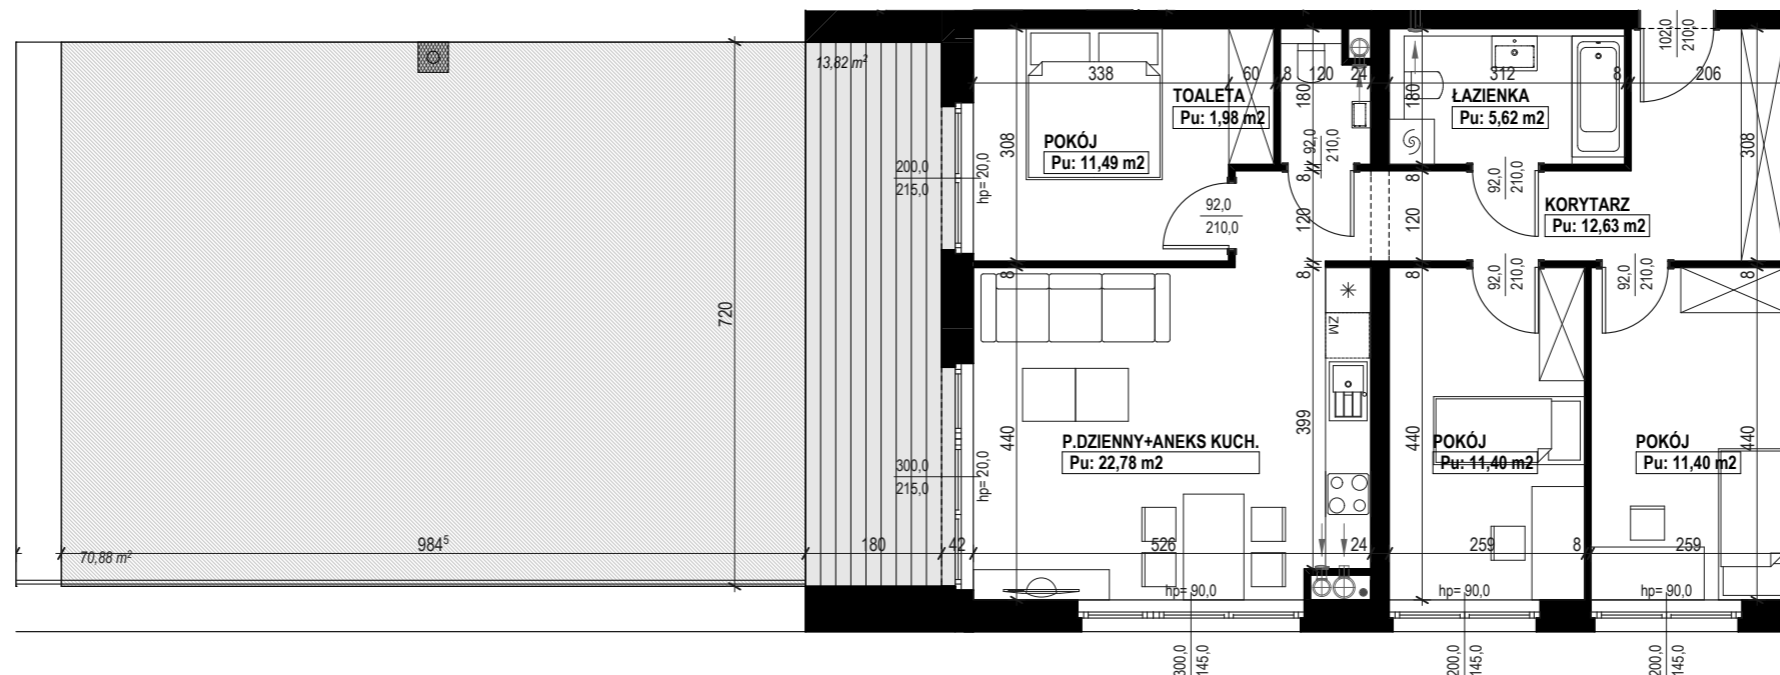 13,82 m²
338
60
8
120
24
312
8
102,0
210,0
206
TOALETA
Pu: 1,98 m2
180
180
ŁAZIENKA
Pu: 5,62 m2
POKÓJ
Pu: 11,49 m2
308
308
92,0
210,0
200,0
215,0
hp= 20,0
8
8
92,0
210,0
92,0
210,0
120
120
KORYTARZ
Pu: 12,63 m2
8
8
8
8
92,0
210,0
92,0
210,0
720
ZM
399
440
440
440
P.DZIENNY+ANEKS KUCH.
Pu: 22,78 m2
POKÓJ
Pu: 11,40 m2
POKÓJ
Pu: 11,40 m2
300,0
215,0
hp= 20,0
70,88 m²
984⁵
180
42
526
24
259
8
259
hp= 90,0
hp= 90,0
hp= 90,0
300,0
145,0
200,0
145,0
200,0
145,0